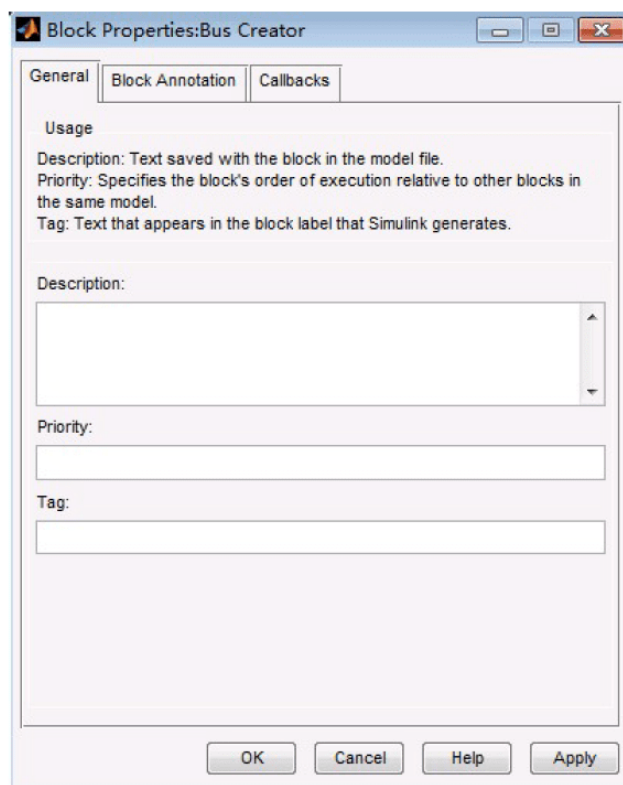 Block Properties:Bus Creator
General
Block Annotation
Callbacks
Usage
Description: Text saved with the block in the model file.
Priority: Specifies the block's order of execution relative to other blocks in
the same model.
Tag: Text that appears in the block label that Simulink generates.
Description:
Priority:
Tag:
OK
Cancel
Help
Apply